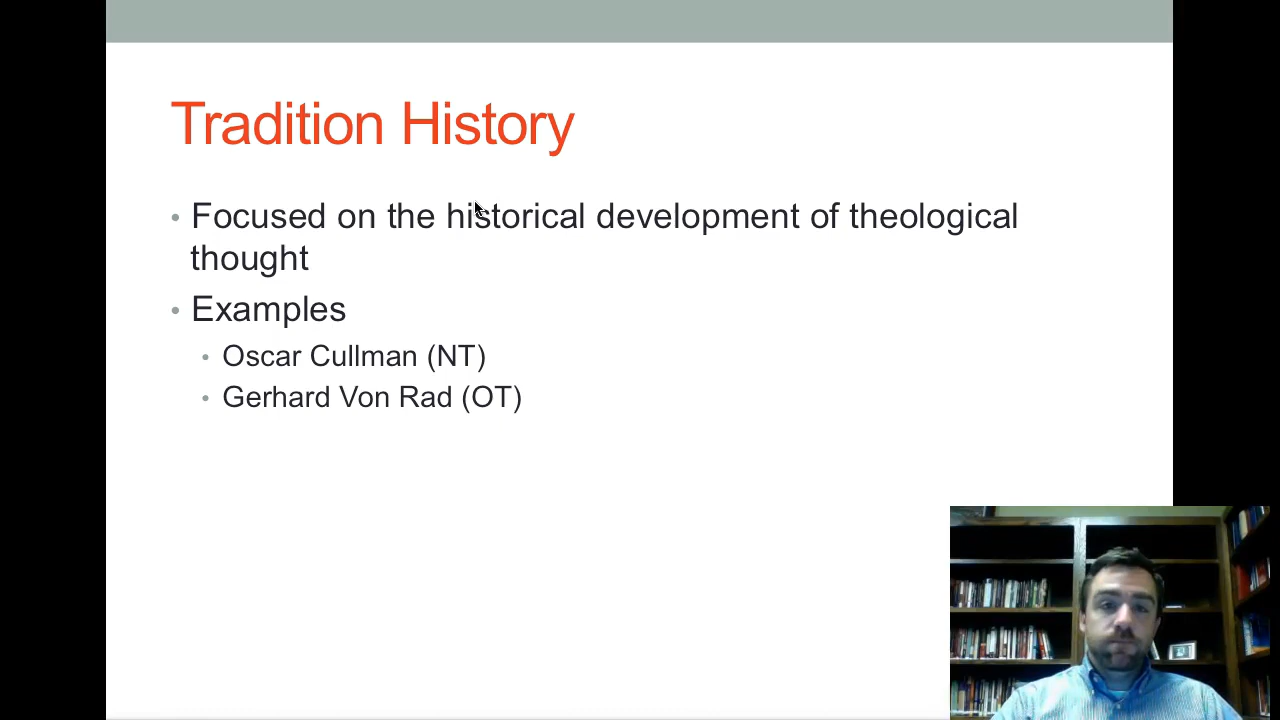 Tradition History
• Focused on the historical development of theological
thought
• Examples
• Oscar Cullman (NT)
• Gerhard Von Rad (OT)